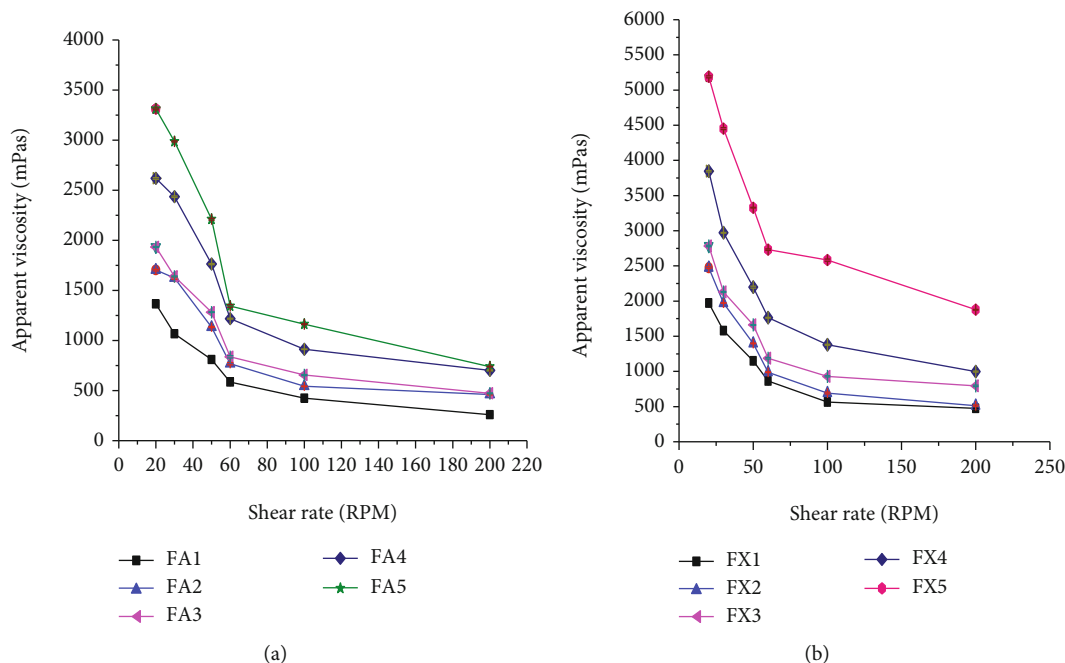 4000
3500
3000
2500
2000
1500
1000
500
0
Apparent viscosity (mPas)
0 20 40 60 80 100 120 140 160 180 200 220
Shear rate (RPM)
FA1
FA2
FA3
FA4
FA5
(a)
6000
5500
5000
4500
4000
3500
3000
2500
2000
1500
1000
500
0
Apparent viscosity (mPas)
0 50 100 150 200 250
Shear rate (RPM)
FX1
FX2
FX3
FX4
FX5
(b)